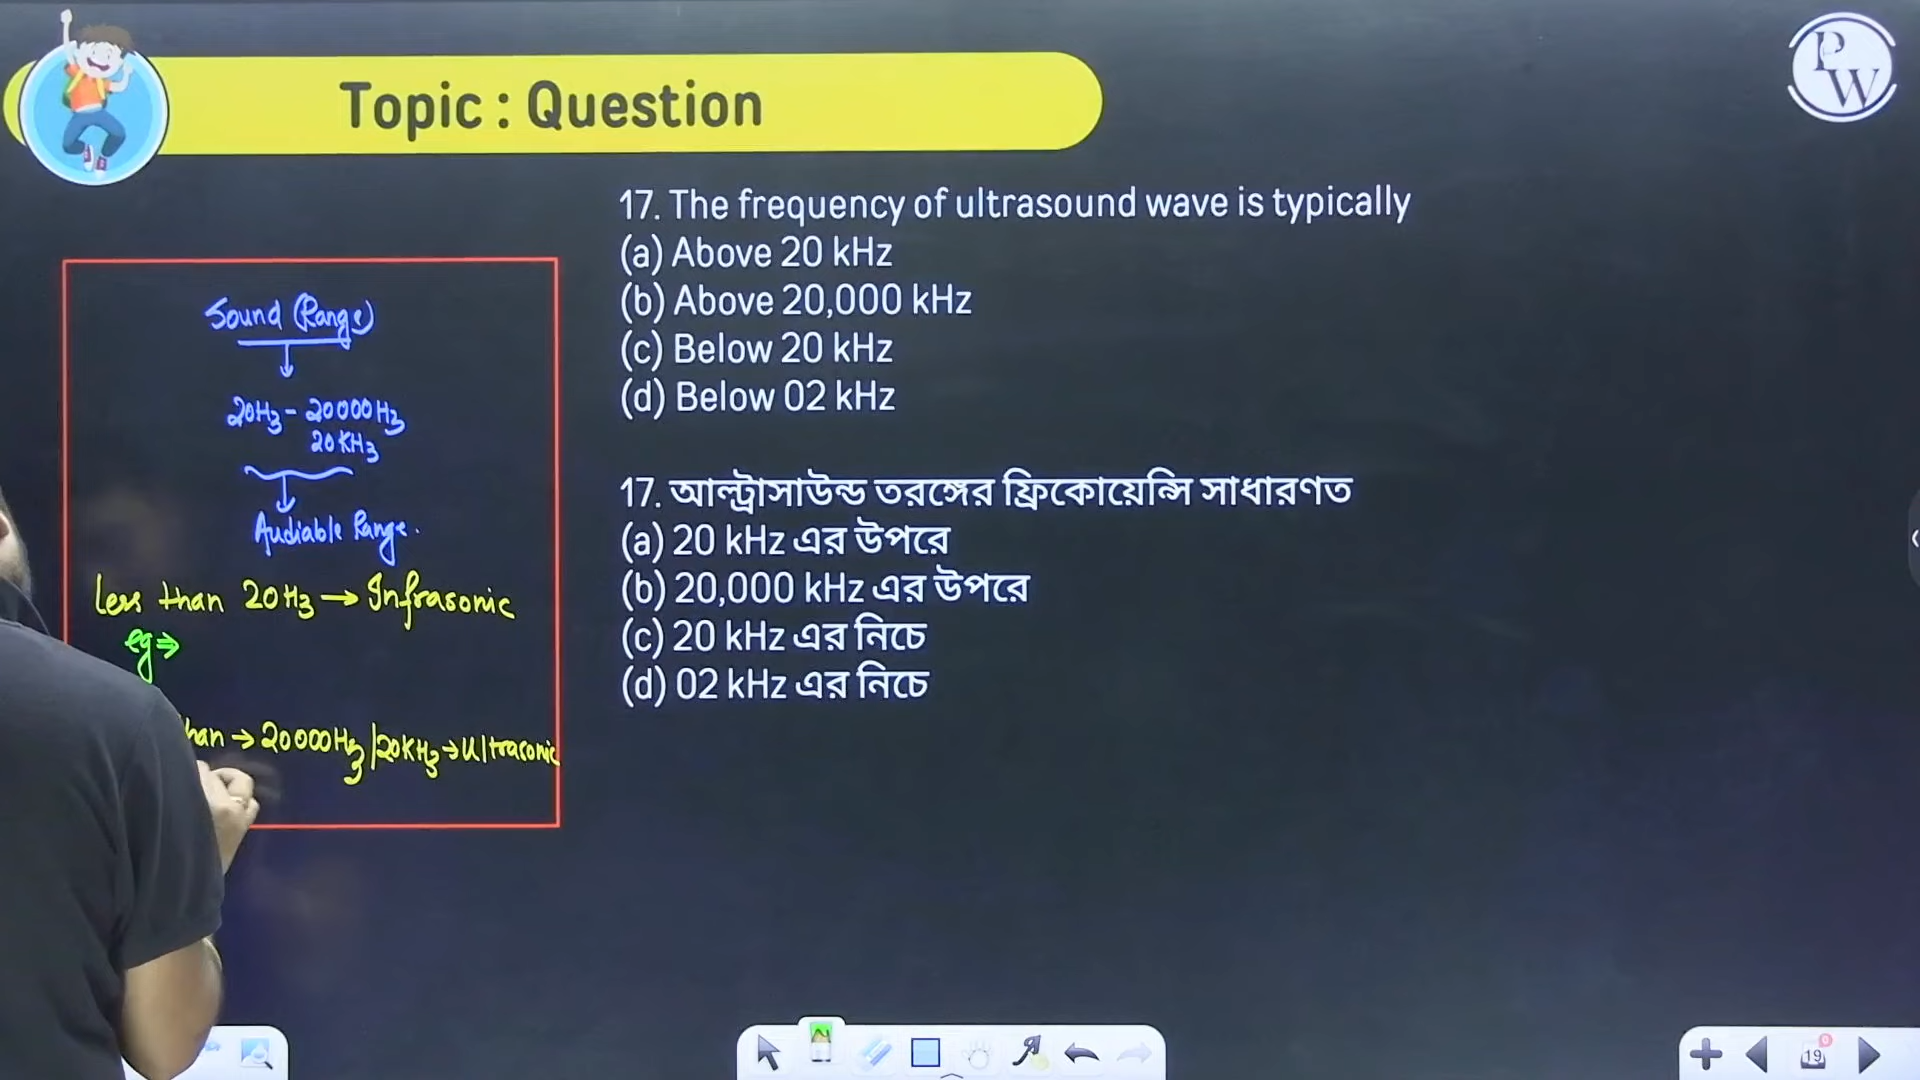 Topic : Question
PW
17. The frequency of ultrasound wave is typically
(a) Above 20 kHz
(b) Above 20,000 kHz
(c) Below 20 kHz
(d) Below 02 kHz
17. আল্ট্রাসাউন্ড তরঙ্গের ফ্রিকোয়েন্সি সাধারণত
(a) 20 kHz এর উপরে
(b) 20,000 kHz এর উপরে
(c) 20 kHz এর নিচে
(d) 02 kHz এর নিচে
Sound (Range)
↓
20Hz - 20000Hz
20KHz
↓
Audiable Range.
Less than 20Hz → Infrasonic
eg ⇒
han → 20000Hz | 20KHz → Ultrasonic
19
0